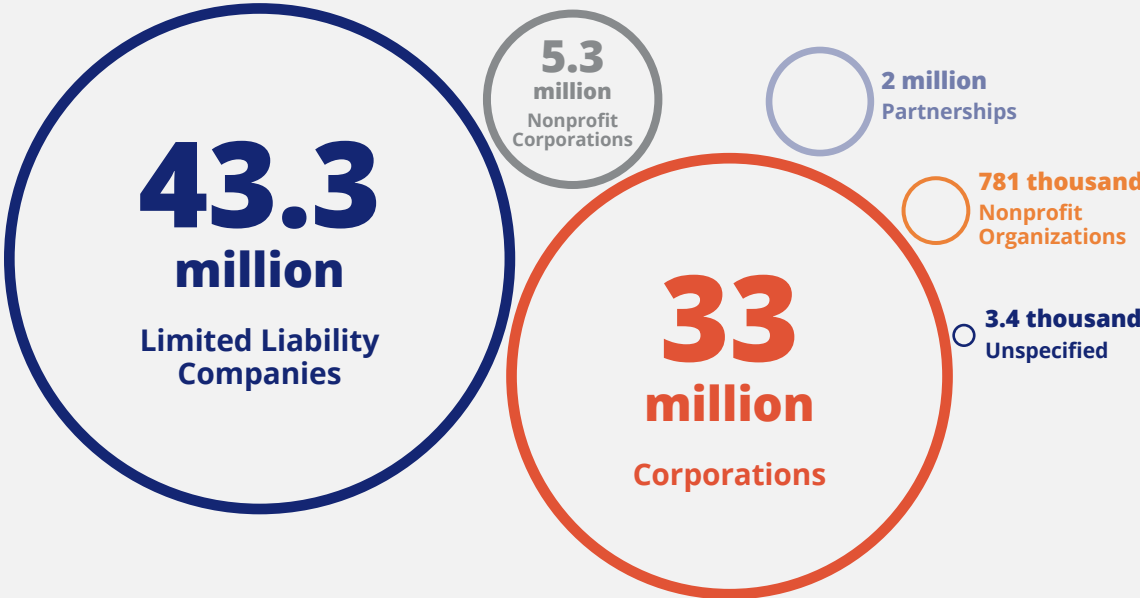 43.3
million
Limited Liability
Companies
5.3
million
Nonprofit
Corporations
33
million
Corporations
2 million
Partnerships
781 thousand
Nonprofit
Organizations
3.4 thousand
Unspecified